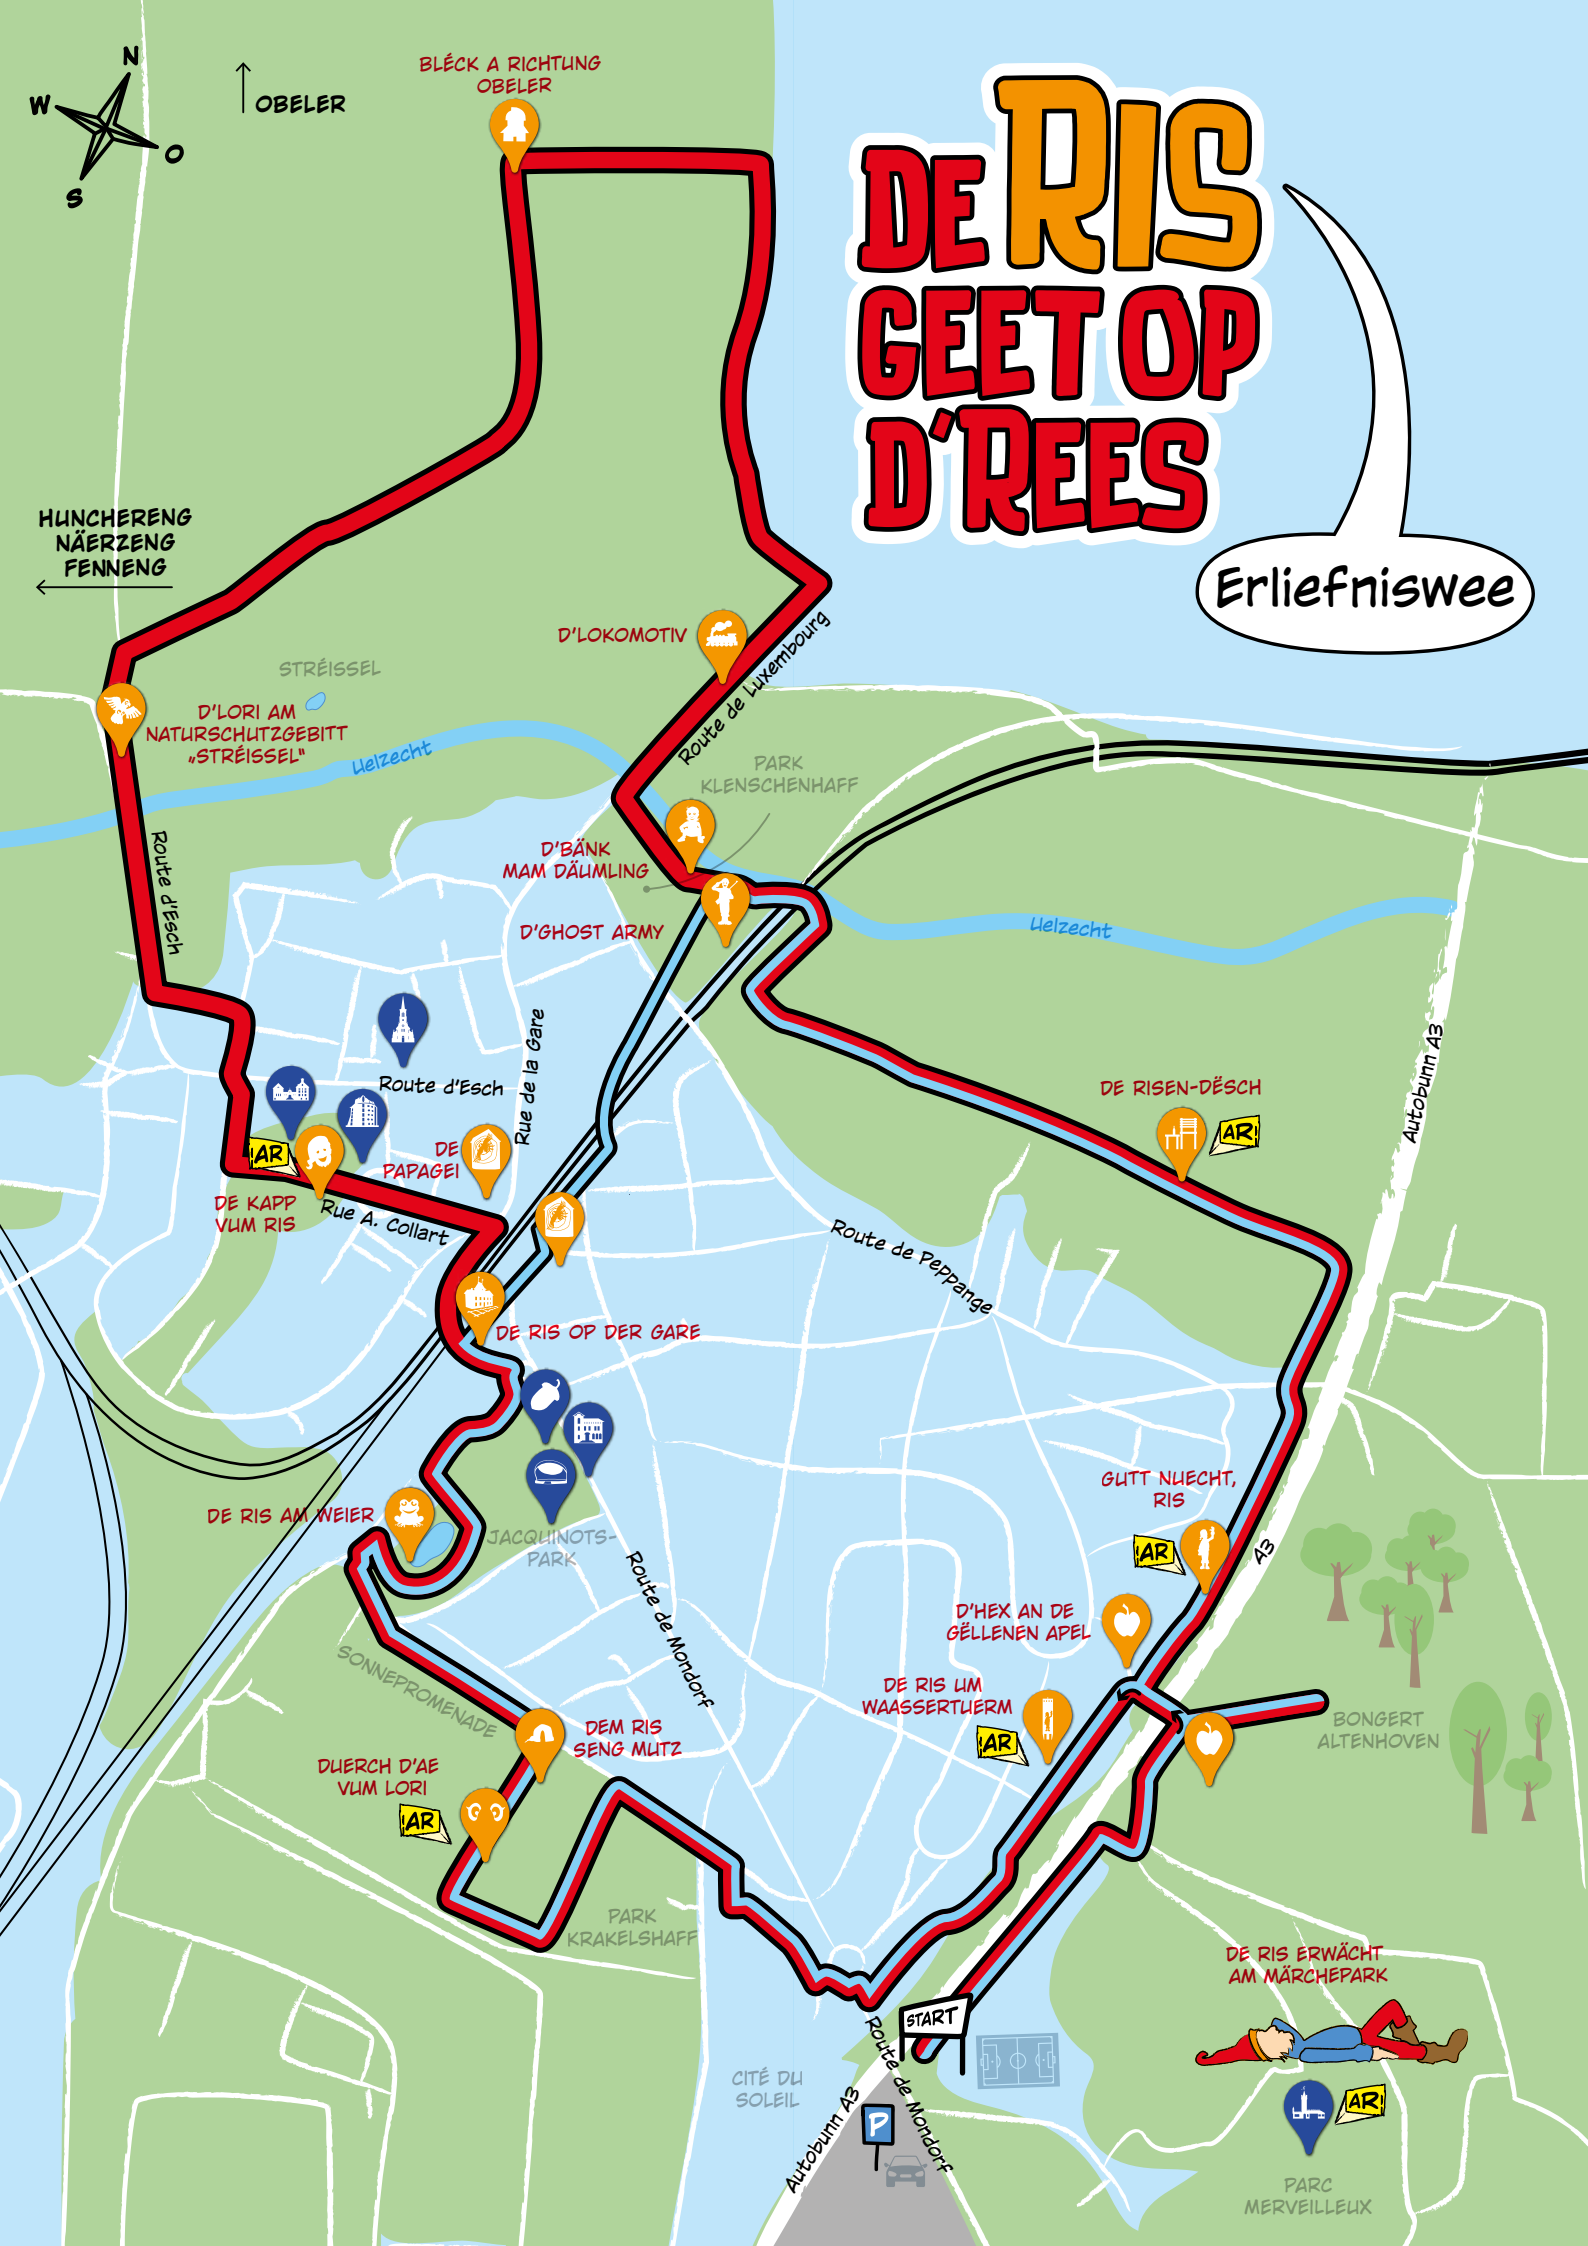 N
W
O
S
OBELER
BLÉCK A RICHTUNG
OBELER
DE RIS
GEET OP
D'REES
Erliefniswee
HUNCHERENG
NÄERZENG
FENNENG
STRÉISSEL
D'LORI AM
NATURSCHUTZGEBITT
„STRÉISSEL"
Uelzecht
D'LOKOMOTIV
Route de Luxembourg
PARK
KLENSCHENHAFF
D'BÄNK
MAM DÄUMLING
D'GHOST ARMY
Uelzecht
Route d'Esch
Route d'Esch
Rue de la Gare
Autobunn A3
DE RISEN-DËSCH
AR
AR
DE
PAPAGEI
DE KAPP
VUM RIS
Rue A. Collart
Route de Peppange
DE RIS OP DER GARE
DE RIS AM WEIER
JACQUINOTS-
PARK
GUTT NUECHT,
RIS
AR
A3
Route de Mondorf
D'HEX AN DE
GËLLENEN APEL
SONNEPROMENADE
DE RIS UM
WAASSERTUERM
AR
DEM RIS
SENG MUTZ
BONGERT
ALTENHOVEN
DUERCH D'AE
VUM LORI
AR
PARK
KRAKELSHAFF
DE RIS ERWÄCHT
AM MÄRCHEPARK
START
Route de Mondorf
CITÉ DU
SOLEIL
Autobunn A3
P
AR
PARC
MERVEILLEUX